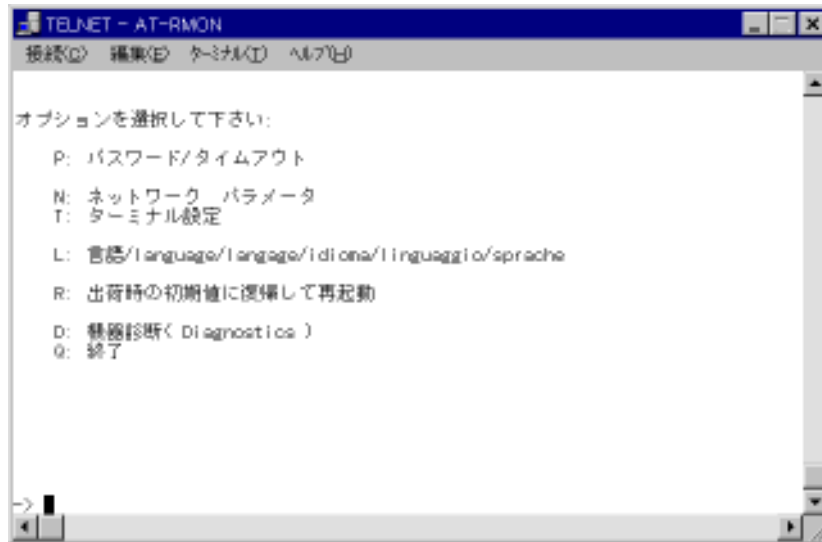 TELNET - AT-RMON
接続(C) 編集(E) ターミナル(T) ヘルプ(H)
オプションを選択して下さい:
P: パスワード/タイムアウト
N: ネットワーク パラメータ
T: ターミナル設定
L: 言語/language/langage/idioma/linguaggio/sprache
R: 出荷時の初期値に復帰して再起動
D: 機器診断( Diagnostics )
Q: 終了
->